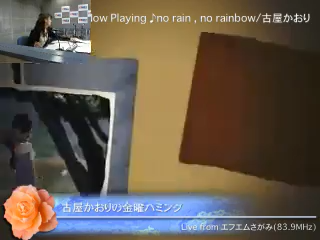 Now Playing ♪no rain , no rainbow/古屋かおり
古屋かおりの金曜ハミング
Live from エフエムさがみ(83.9MHz)